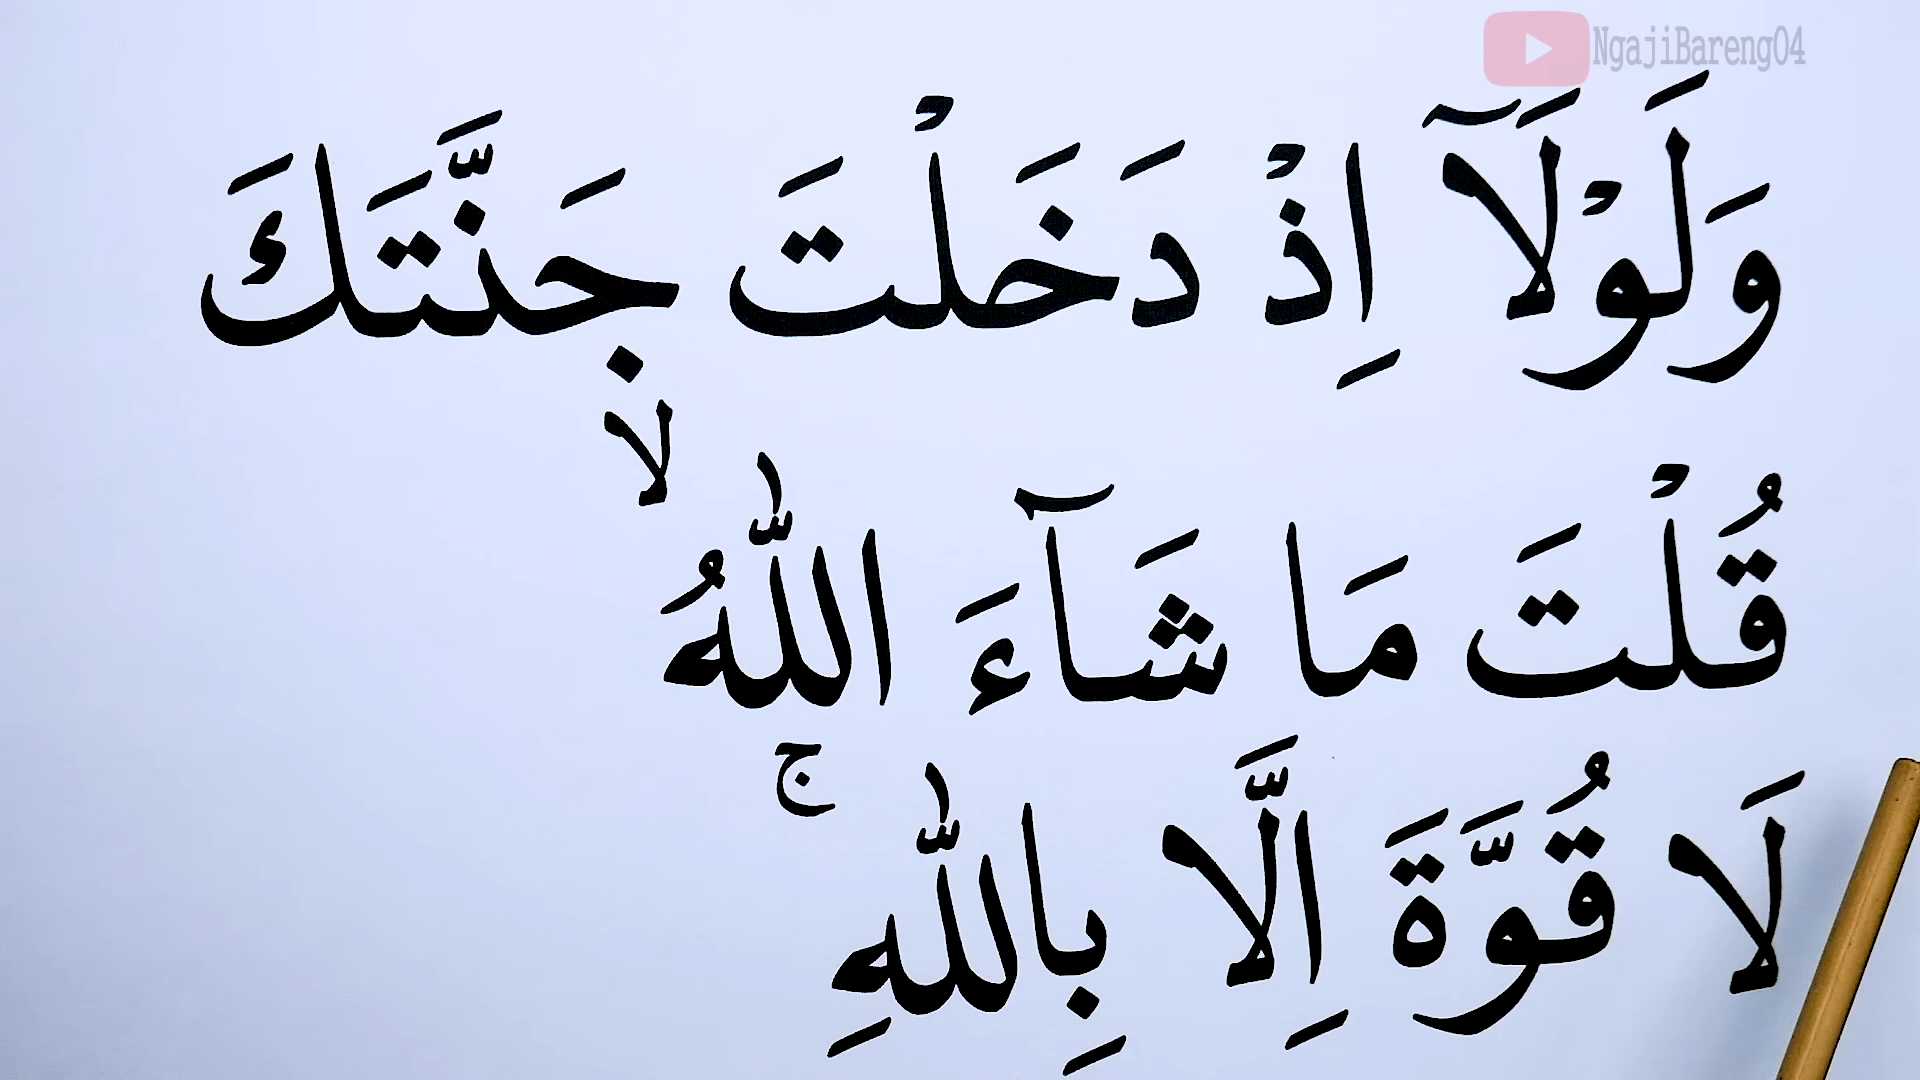 NgajiBareng04
وَلَوْلَآ اِذْ دَخَلْتَ جَنَّتَكَ
قُلْتَ مَا شَآءَ اللّٰهُ ۙ
لَا قُوَّةَ اِلَّا بِاللّٰهِ ۚ